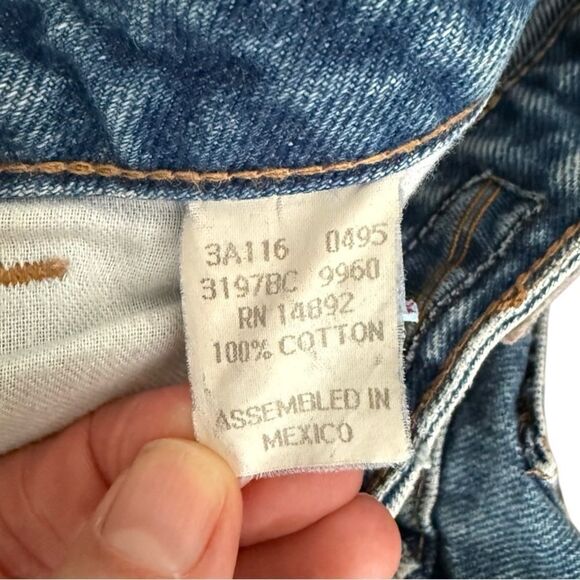 3A116 0495
3197BC 9960
RN 14892
100% COTTON
ASSEMBLED IN
MEXICO